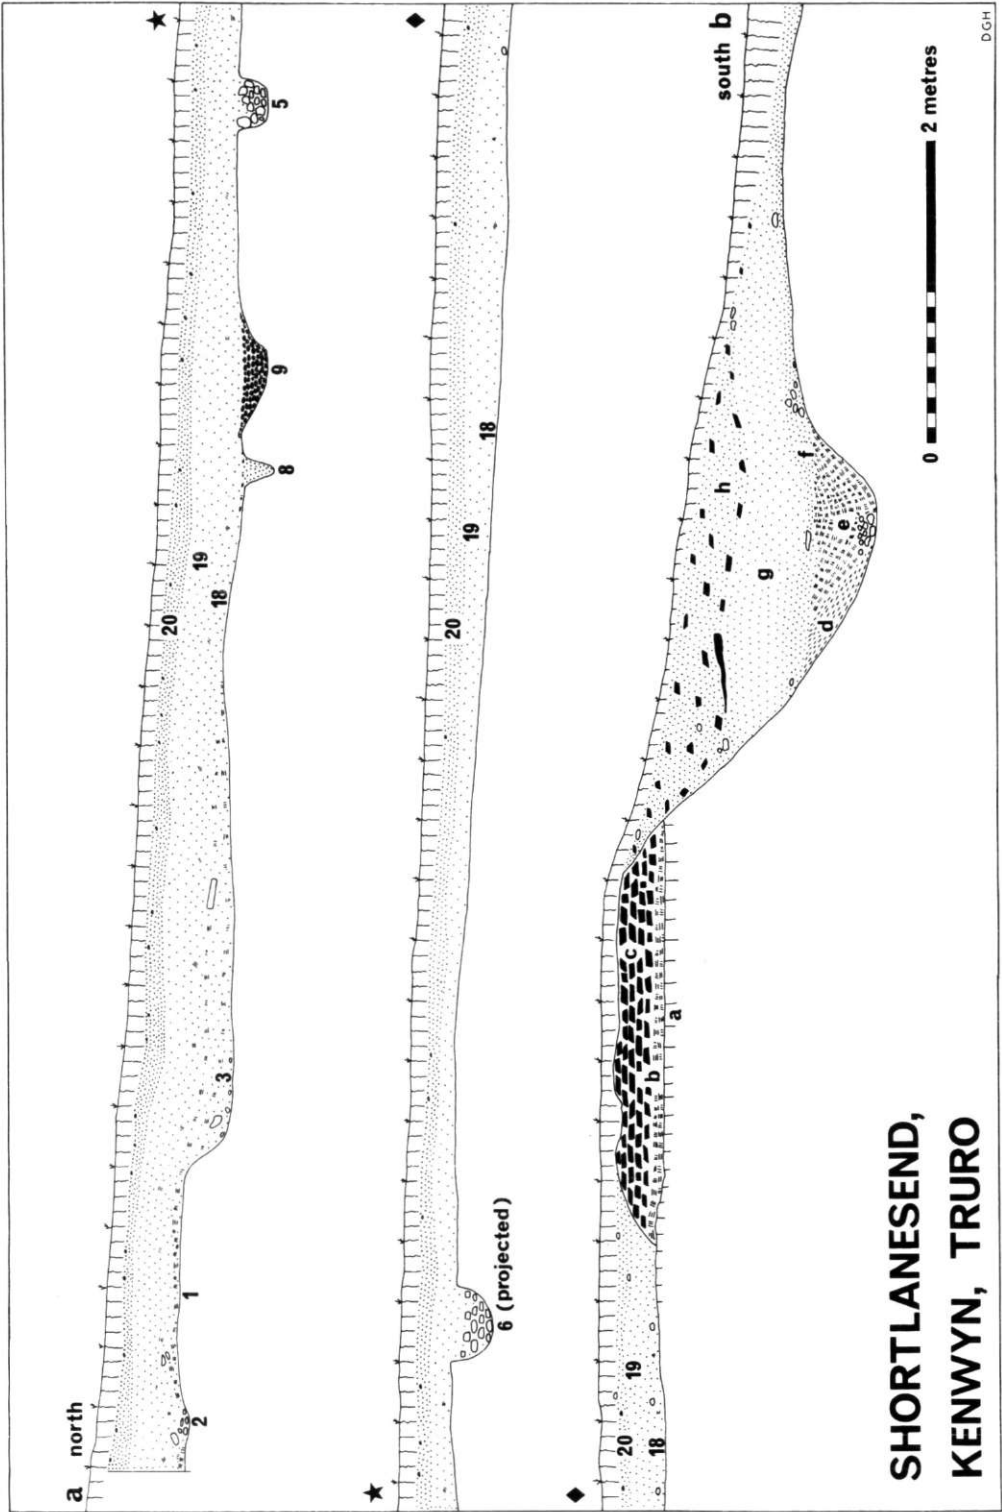 a north
20
19
18
1
2
3
8
9
5
20
19
18
6 (projected)
south b
20
19
18
a
b
c
d
e
f
g
h
0 2 metres
SHORTLANESEND,
KENWYN, TRURO
DGH